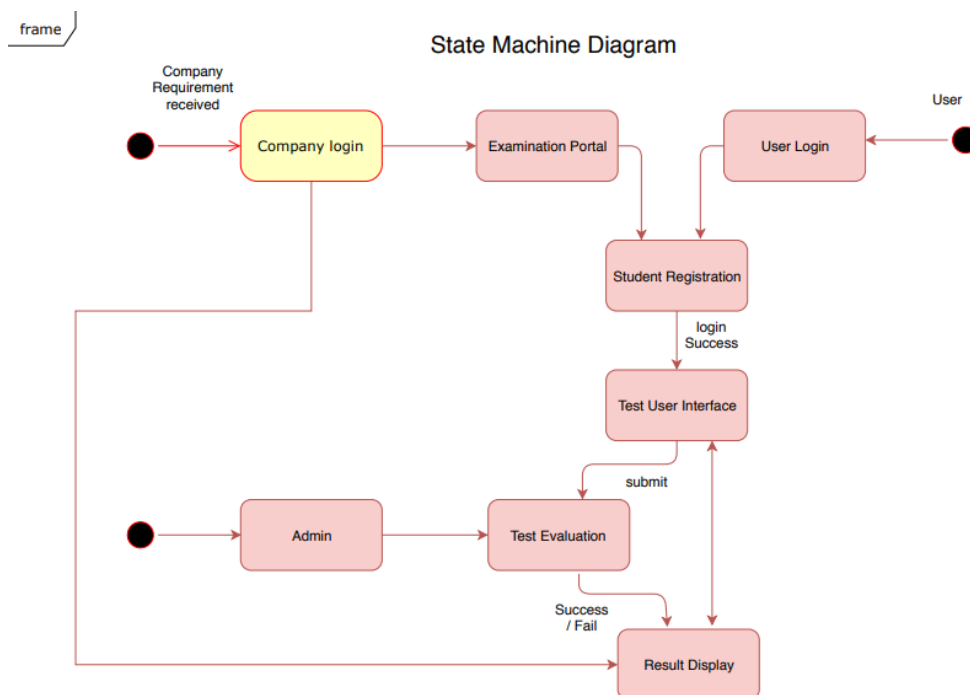 frame
State Machine Diagram
Company
Requirement
received
User
Company login
Examination Portal
User Login
Student Registration
login
Success
Test User Interface
submit
Admin
Test Evaluation
Success
/ Fail
Result Display